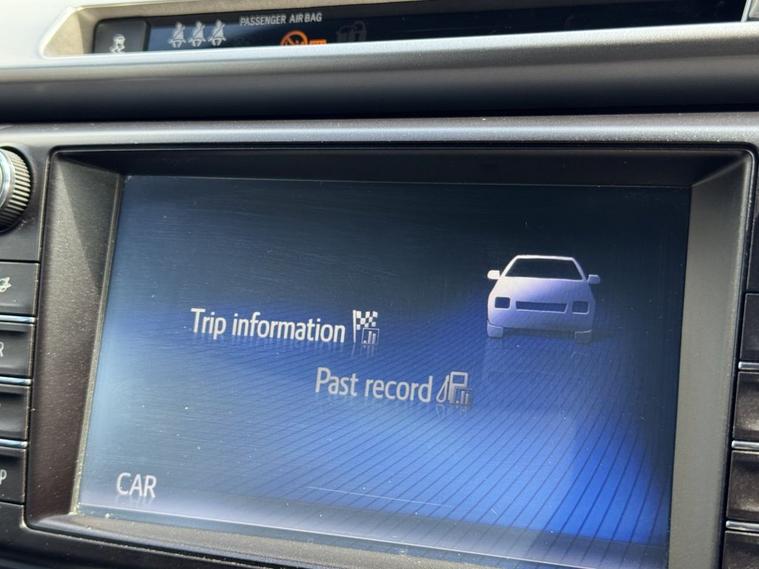 PASSENGER AIR BAG
Trip information
Past record
CAR